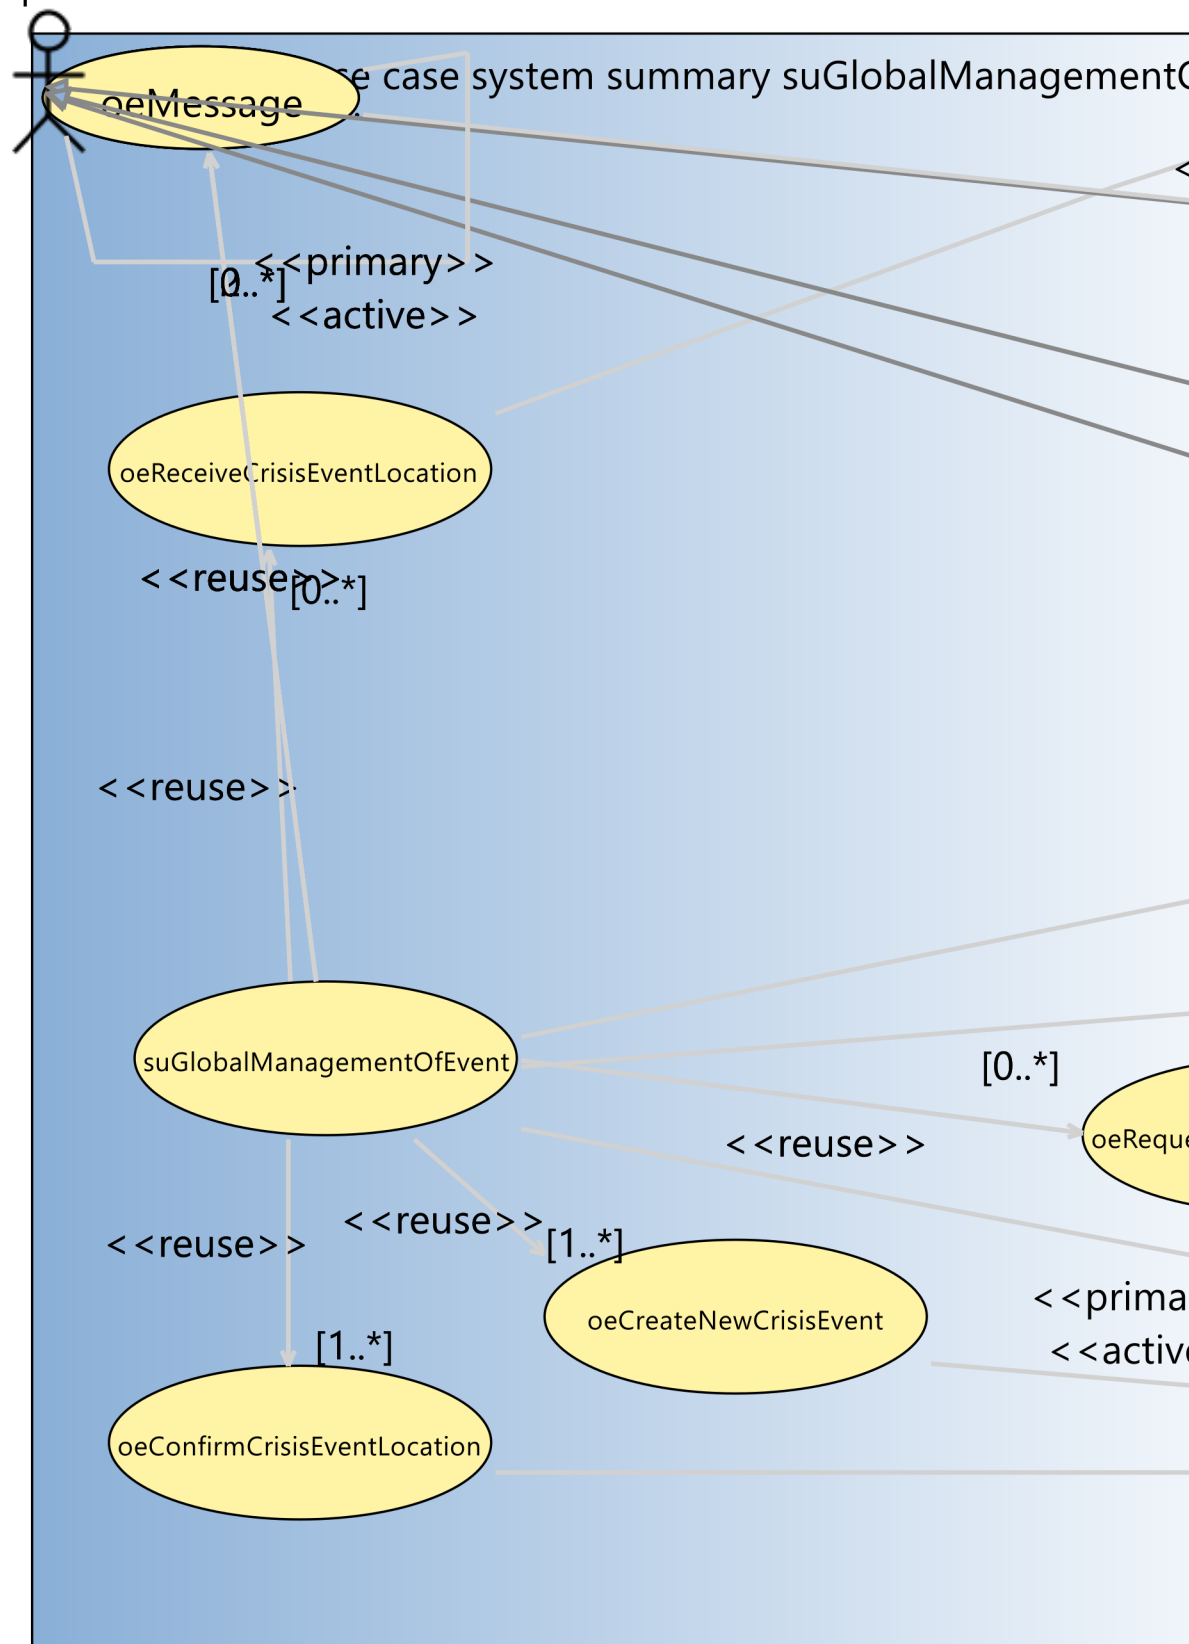 case system summary suGlobalManagement
oeMessage
<<primary>>
<<active>>
oeReceiveCrisisEventLocation
<<reuse>>
[0..*]
<<reuse>>
suGlobalManagementOfEvent
[0..*]
<<reuse>>
<<reuse>>
<<reuse>>
[1..*]
oeCreateNewCrisisEvent
[1..*]
oeConfirmCrisisEventLocation